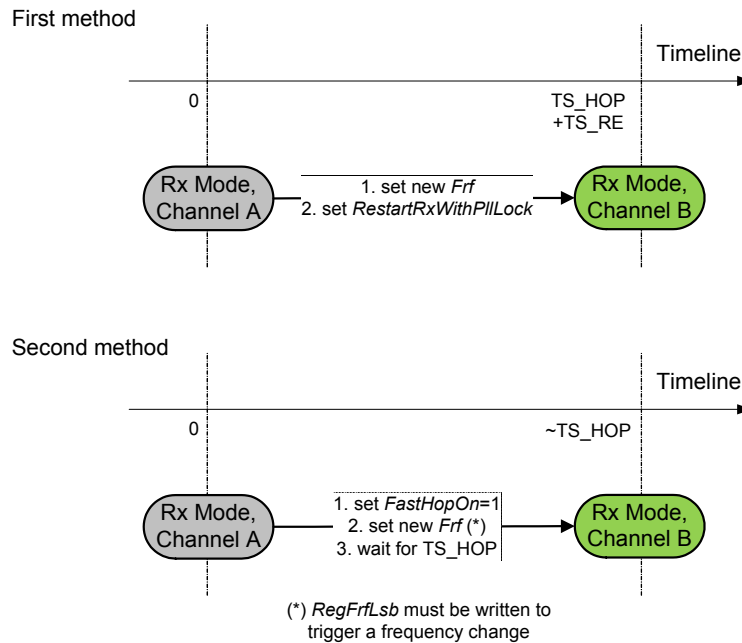 First method
Timeline
0
TS_HOP
+TS_RE
Rx Mode,
Channel A
1. set new Frf
2. set RestartRxWithPllLock
Rx Mode,
Channel B
Second method
Timeline
0
~TS_HOP
Rx Mode,
Channel A
1. set FastHopOn=1
2. set new Frf (*)
3. wait for TS_HOP
Rx Mode,
Channel B
(*) RegFrfLsb must be written to
trigger a frequency change